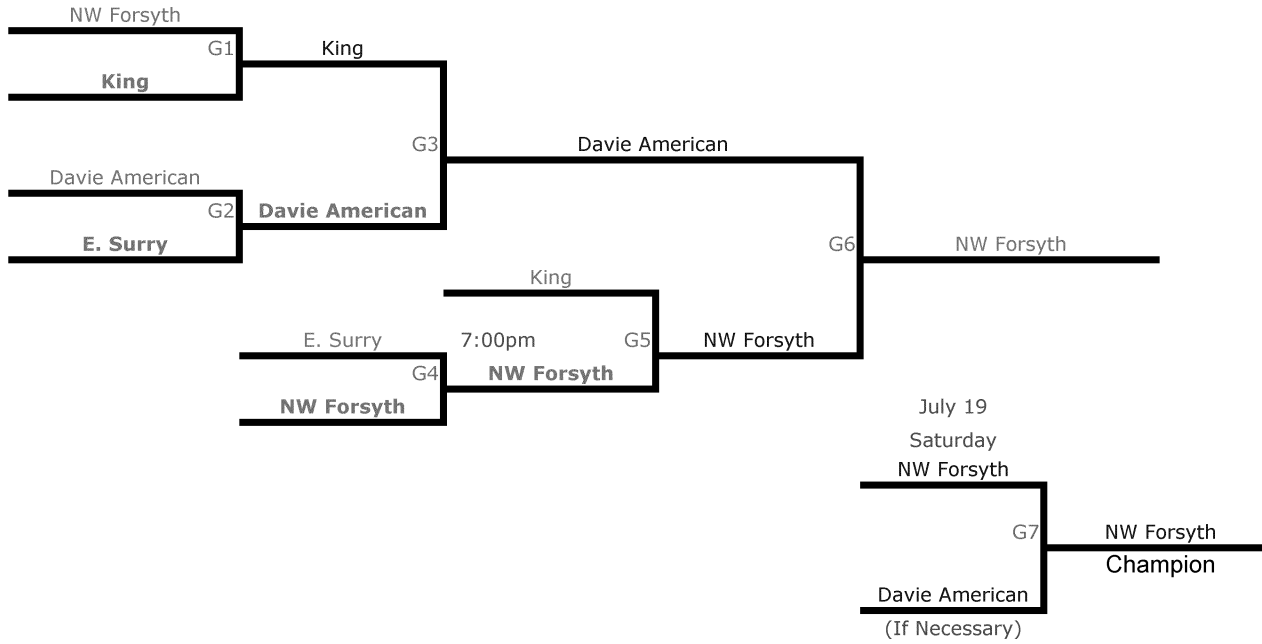 NW Forsyth
G1
King
King
G3
Davie American
Davie American
G2
Davie American
E. Surry
G6
NW Forsyth
King
E. Surry
7:00pm
G5
NW Forsyth
G4
NW Forsyth
NW Forsyth
July 19
Saturday
NW Forsyth
G7
NW Forsyth
Champion
Davie American
(If Necessary)